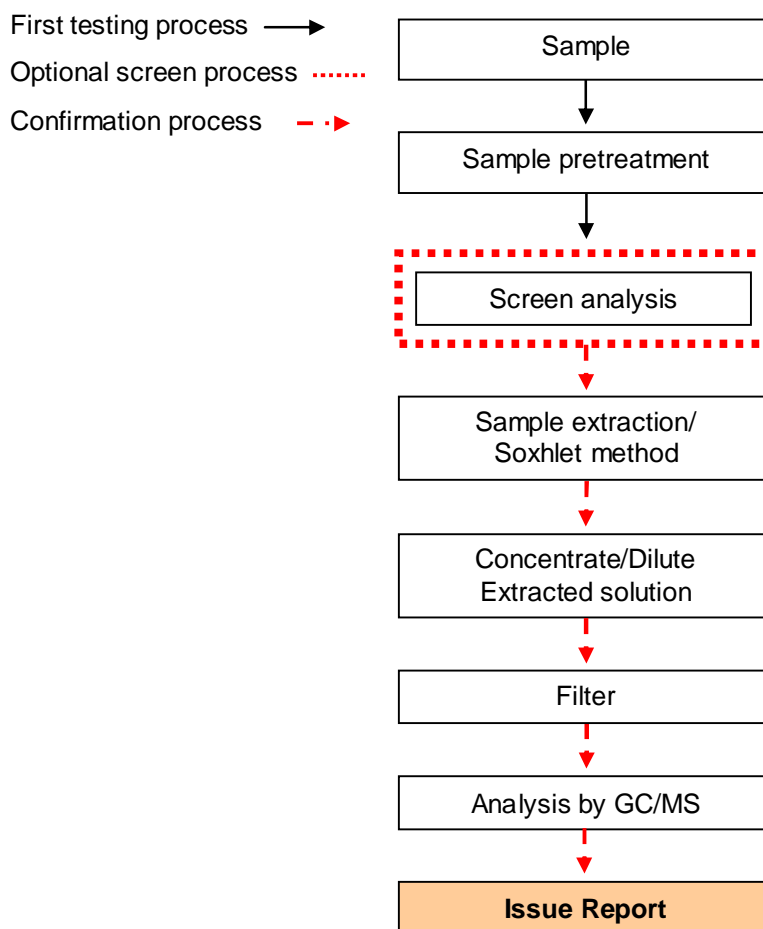 First testing process
Optional screen process
Confirmation process
Sample
Sample pretreatment
Screen analysis
Sample extraction/
Soxhlet method
Concentrate/Dilute
Extracted solution
Filter
Analysis by GC/MS
Issue Report